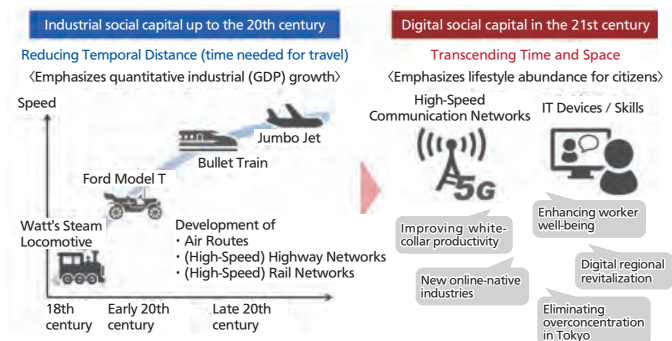 Industrial social capital up to the 20th century
Reducing Temporal Distance (time needed for travel)
〈Emphasizes quantitative industrial (GDP) growth〉
Speed
Jumbo Jet
Bullet Train
Ford Model T
Watt's Steam
Locomotive
Development of
・Air Routes
・(High-Speed) Highway Networks
・(High-Speed) Rail Networks
18th
century
Early 20th
century
Late 20th
century
Digital social capital in the 21st century
Transcending Time and Space
〈Emphasizes lifestyle abundance for citizens〉
High-Speed
Communication Networks
IT Devices / Skills
5G
Improving white-
collar productivity
Enhancing worker
well-being
New online-native
industries
Digital regional
revitalization
Eliminating
overconcentration
in Tokyo